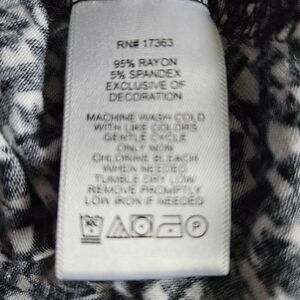 RN# 17363
95% RAYON
5% SPANDEX
EXCLUSIVE OF
DECORATION
MACHINE WASH COLD
WITH LIKE COLORS
GENTLE CYCLE
ONLY NON
CHLORINE BLEACH
WHEN NEEDED
TUMBLE DRY LOW
REMOVE PROMPTLY
LOW IRON IF NEEDED
P